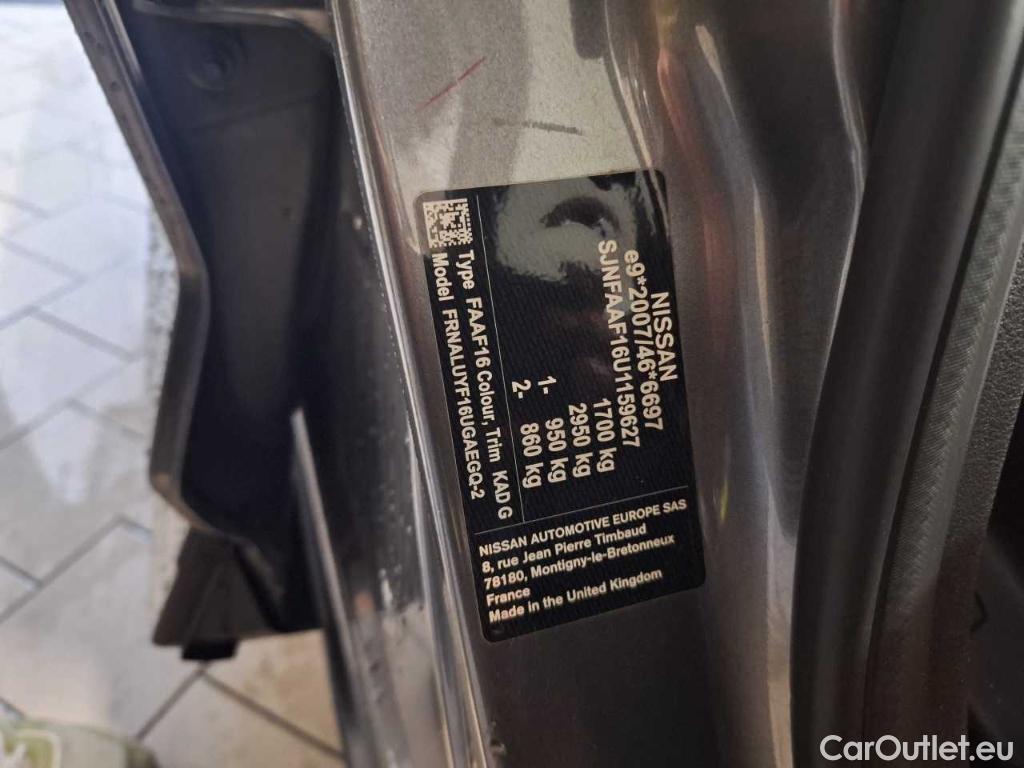 NISSAN
e9*2007/46*6697
SJNFAAF16U1159627
1700 kg
2950 kg
1- 950 kg
2- 860 kg
Type FAAF16 Colour, Trim KAD G
Model FRNALUYF16UGAEGQ-2
NISSAN AUTOMOTIVE EUROPE SAS
8, rue Jean Pierre Timbaud
78180, Montigny-le-Bretonneux
France
Made in the United Kingdom
CarOutlet.eu